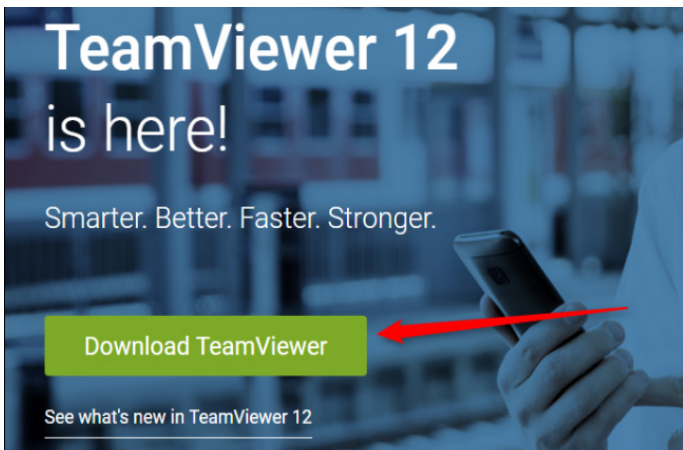 TeamViewer 12
is here!
Smarter. Better. Faster. Stronger.
Download TeamViewer
See what's new in TeamViewer 12